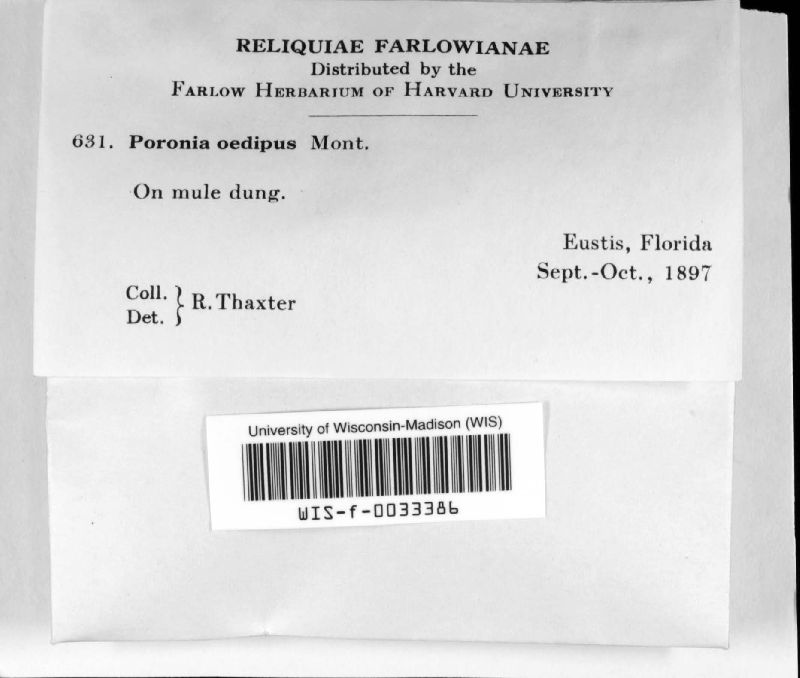 RELIQUIAE FARLOWIANAE
Distributed by the
FARLOW HERBARIUM OF HARVARD UNIVERSITY
631. Poronia oedipus Mont.
On mule dung.
Eustis, Florida
Sept.-Oct., 1897
Coll.
Det. } R. Thaxter
University of Wisconsin-Madison (WIS)
WIS-f-0033386